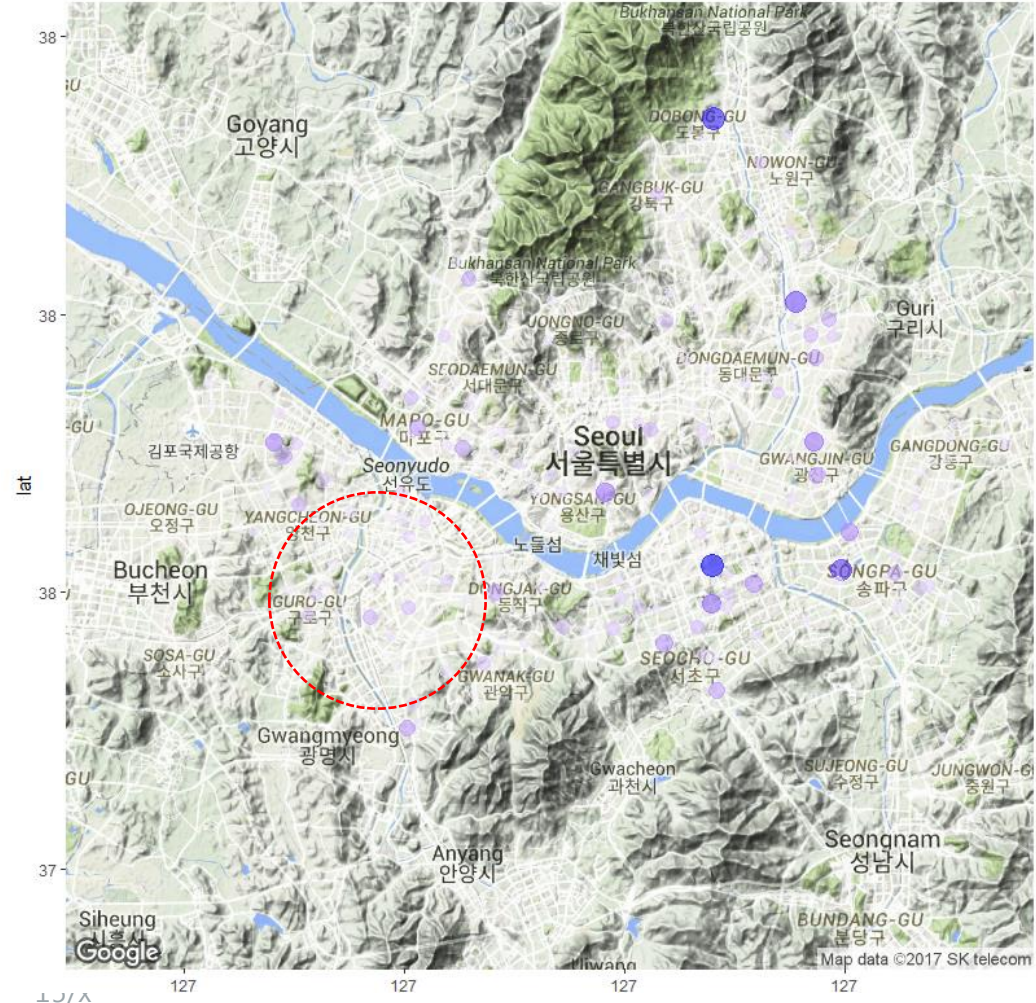 Bukhansan National Park
북한산국립공원
38
GU
DOBONG-GU
도봉구
Goyang
고양시
NOWON-GU
노원구
GANGBUK-GU
강북구
Bukhansan National Park
북한산국립공원
38
Guri
구리시
JONGNO-GU
종로구
DONGDAEMUN-GU
동대문구
SEODAEMUN-GU
서대문구
-GU
MAPO-GU
마포구
김포국제공항
Seoul
서울특별시
GANGDONG-GU
강동구
GWANGJIN-GU
광진구
Seonyudo
선유도
lat
YONGSAN-GU
용산구
OJEONG-GU
오정구
YANGCHEON-GU
양천구
노들섬
채빛섬
Bucheon
부천시
SONGPA-GU
송파구
38
DONGJAK-GU
동작구
GURO-GU
구로구
SOSA-GU
소사구
SEOCHO-GU
서초구
GWANAK-GU
관악구
Gwangmyeong
광명시
Gwacheon
과천시
SUJEONG-GU
수정구
JUNGWON-G
중원구
GU
Anyang
안양시
Seongnam
성남시
37
Siheung
시흥시
BUNDANG-GU
분당구
Google
Uiwang
Map data ©2017 SK telecom
127
127
127
127